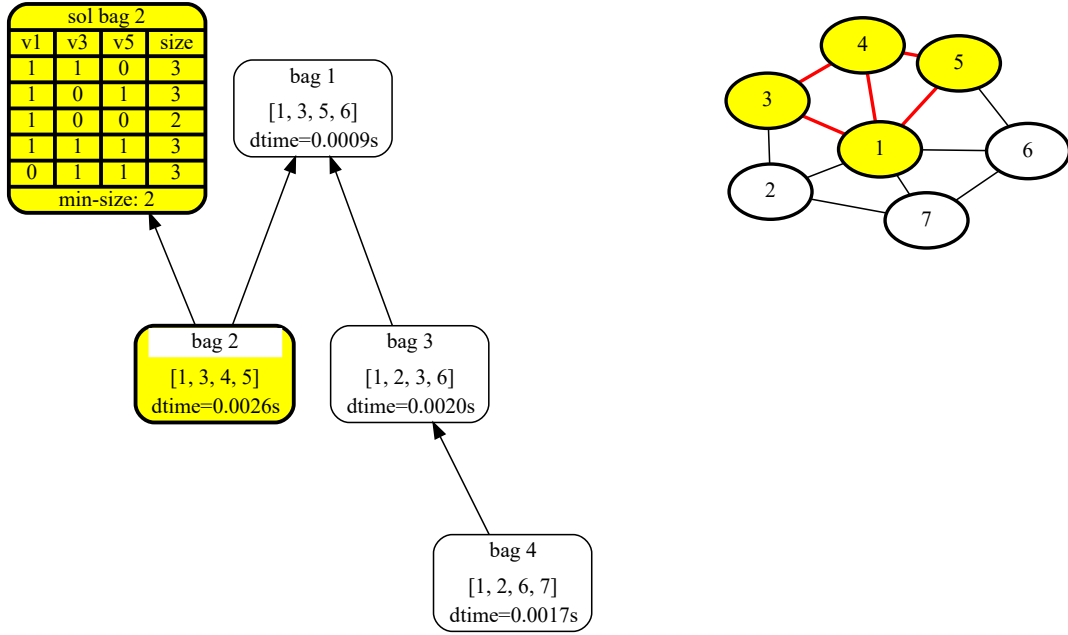 sol bag 2
v1 v3 v5 size
1 1 0 3
1 0 1 3
1 0 0 2
1 1 1 3
0 1 1 3
min-size: 2
bag 1
[1, 3, 5, 6]
dtime=0.0009s
bag 2
[1, 3, 4, 5]
dtime=0.0026s
bag 3
[1, 2, 3, 6]
dtime=0.0020s
bag 4
[1, 2, 6, 7]
dtime=0.0017s
4
5
3
1
6
2
7